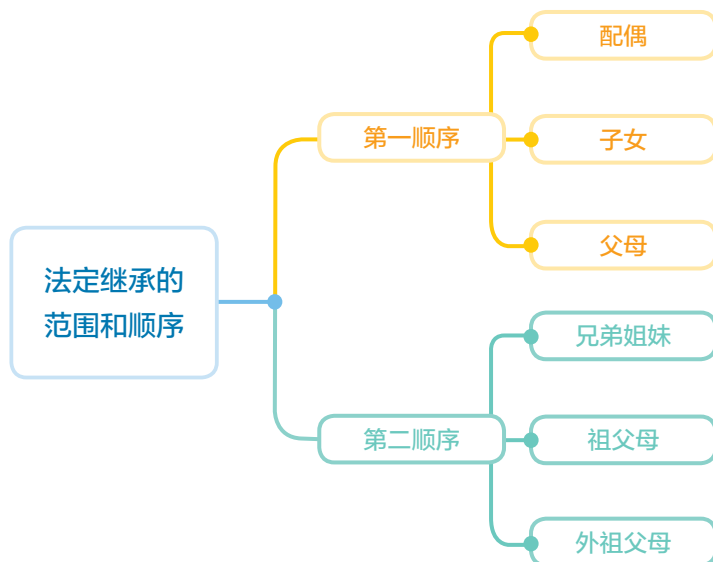 法定继承的
范围和顺序
第一顺序
配偶
子女
父母
第二顺序
兄弟姐妹
祖父母
外祖父母